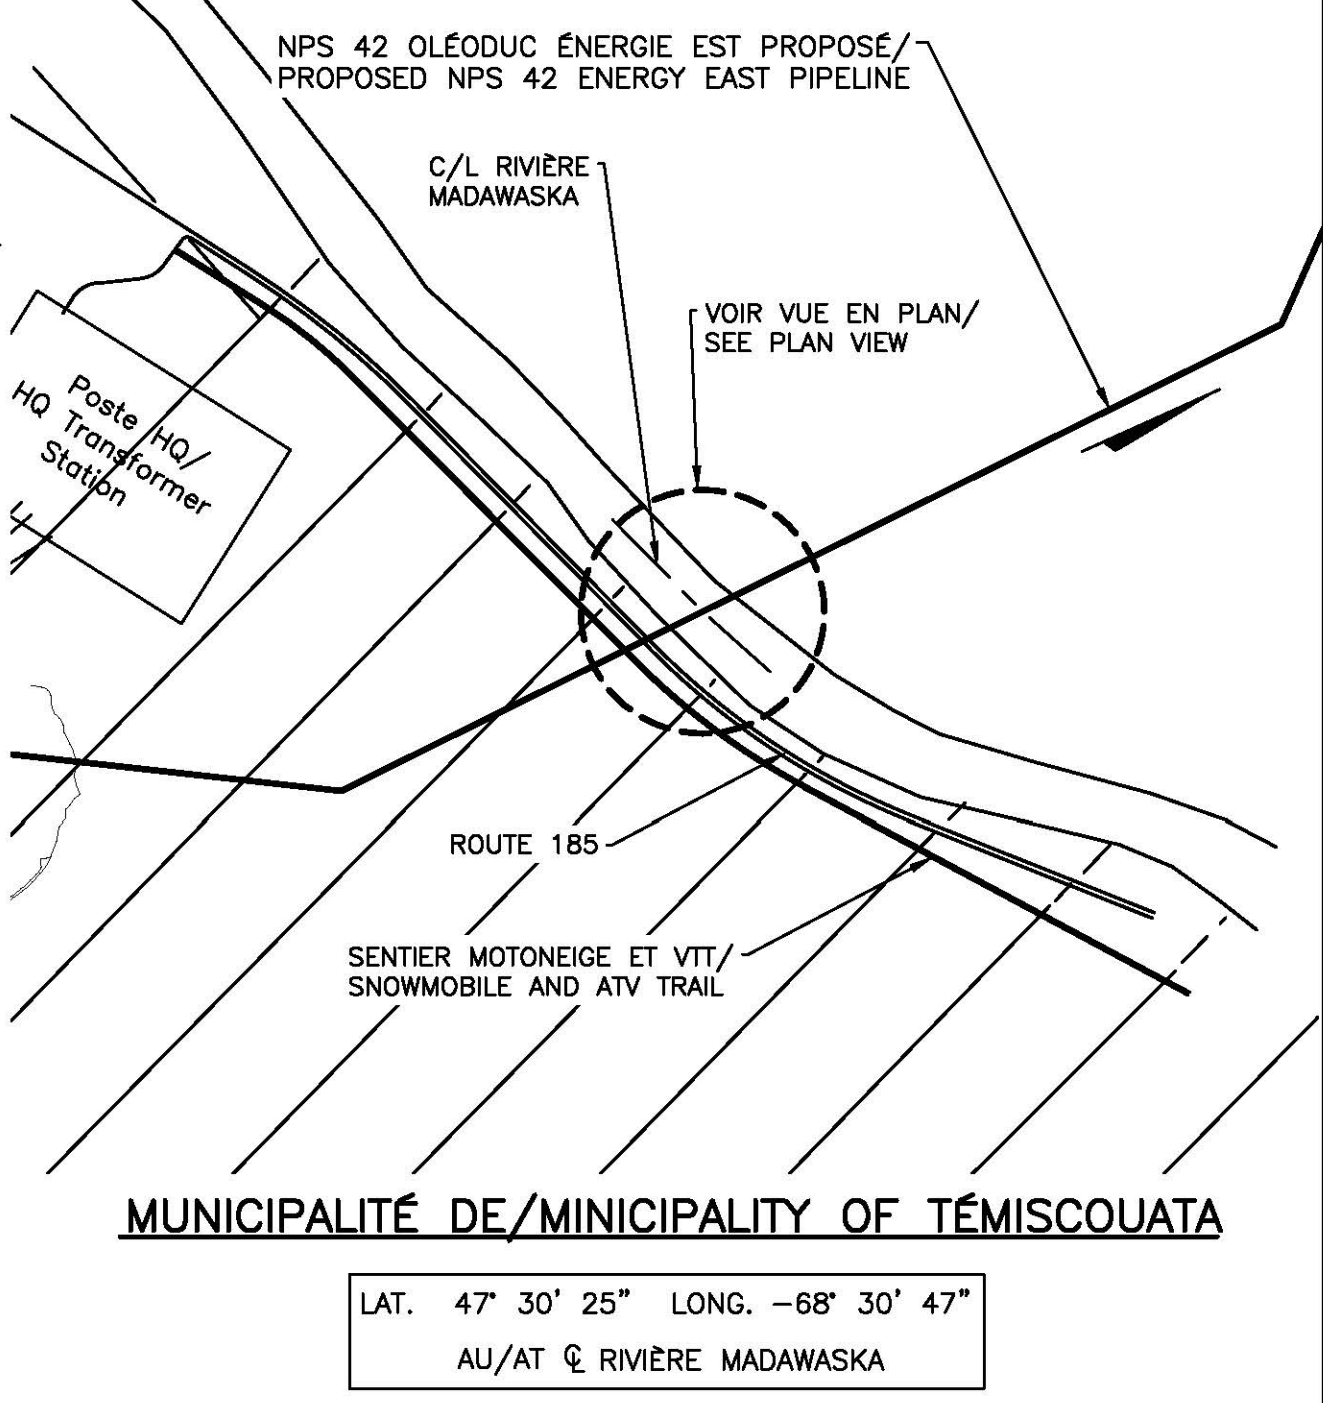 NPS 42 OLÉODUC ÉNERGIE EST PROPOSÉ/
PROPOSED NPS 42 ENERGY EAST PIPELINE
C/L RIVIÈRE
MADAWASKA
VOIR VUE EN PLAN/
SEE PLAN VIEW
Poste HQ/
HQ Transformer
Station
ROUTE 185
SENTIER MOTONEIGE ET VTT/
SNOWMOBILE AND ATV TRAIL
MUNICIPALITÉ DE/MINICIPALITY OF TÉMISCOUATA
LAT. 47° 30' 25" LONG. -68° 30' 47"
AU/AT ℄ RIVIÈRE MADAWASKA